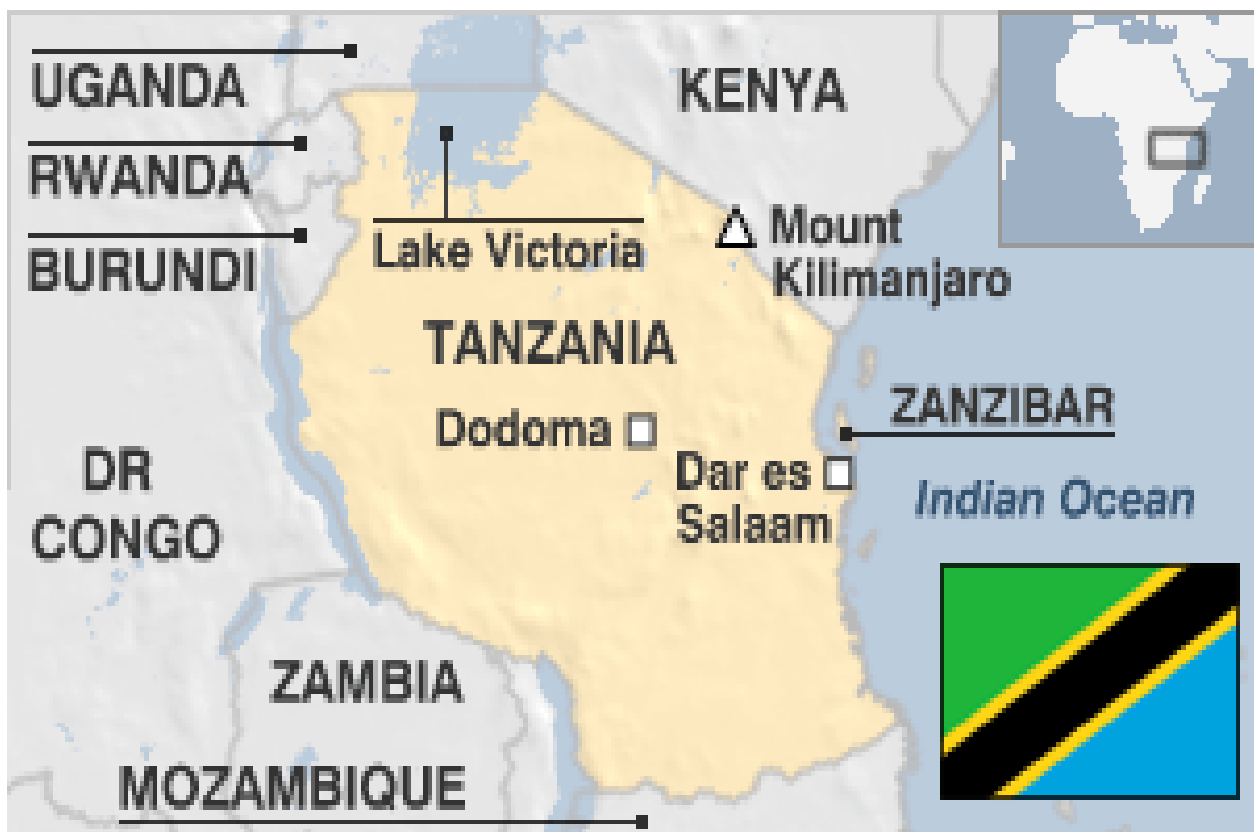 UGANDA
KENYA
RWANDA
Mount
Kilimanjaro
Lake Victoria
BURUNDI
TANZANIA
ZANZIBAR
Dodoma
Dar es
Salaam
DR
CONGO
Indian Ocean
ZAMBIA
MOZAMBIQUE